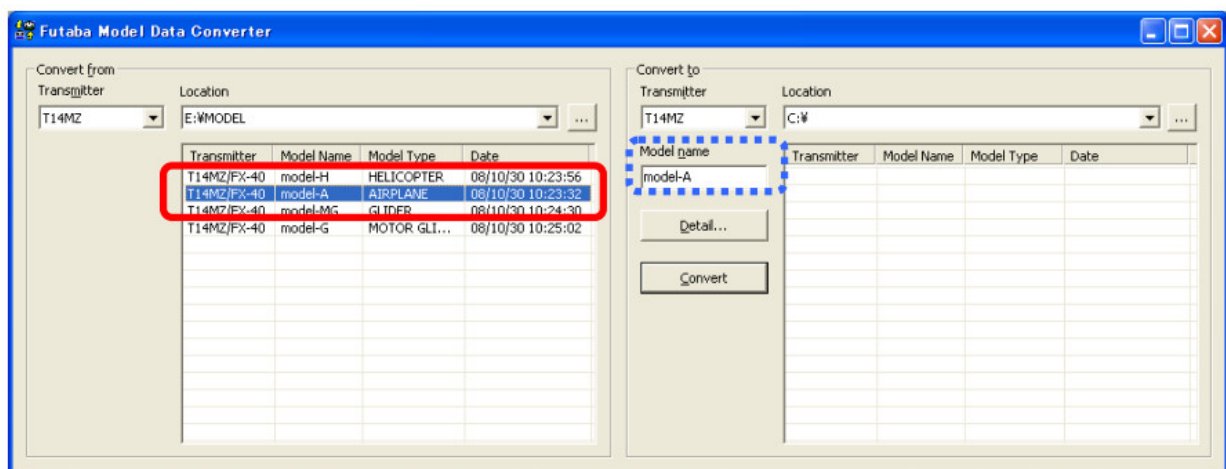 Futaba Model Data Converter
Convert from
Transmitter Location
T14MZ E:¥MODEL ...
Transmitter Model Name Model Type Date
T14MZ/FX-40 model-H HELICOPTER 08/10/30 10:23:56
T14MZ/FX-40 model-A AIRPLANE 08/10/30 10:23:32
T14MZ/FX-40 model-MG GLIDER 08/10/30 10:24:30
T14MZ/FX-40 model-G MOTOR GLI... 08/10/30 10:25:02
Convert to
Transmitter Location
T14MZ C:¥ ...
Model name
model-A
Detail...
Convert
Transmitter Model Name Model Type Date